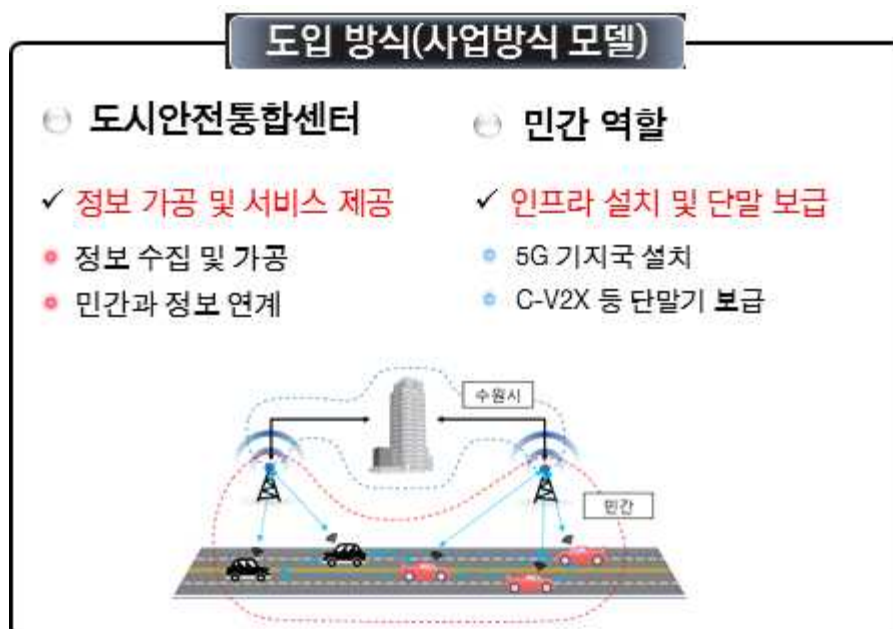 도입 방식(사업방식 모델)
도시안전통합센터
✓ 정보 가공 및 서비스 제공
정보 수집 및 가공
민간과 정보 연계
민간 역할
✓ 인프라 설치 및 단말 보급
5G 기지국 설치
C-V2X 등 단말기 보급
수원시
민간